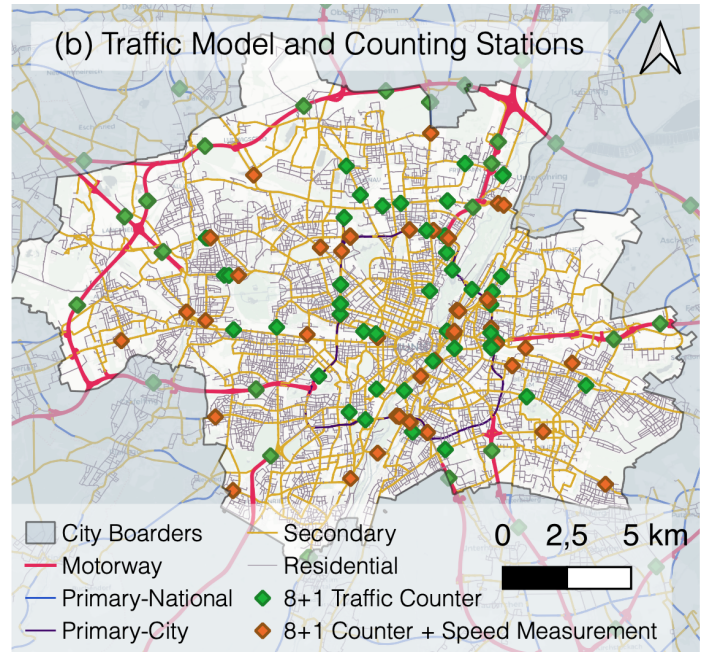 (b) Traffic Model and Counting Stations
City Boarders
Motorway
Primary-National
Primary-City
Secondary
Residential
8+1 Traffic Counter
8+1 Counter + Speed Measurement
0 2,5 5 km